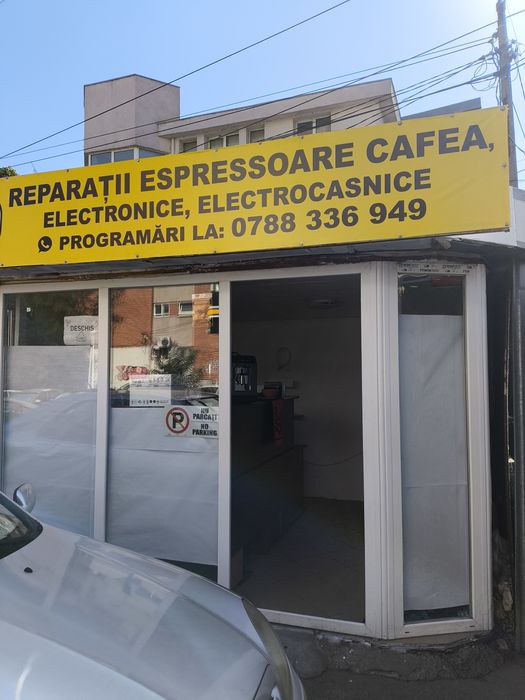 REPARAȚII ESPRESSOARE CAFEA,
ELECTRONICE, ELECTROCASNICE
PROGRAMĂRI LA: 0788 336 949
DESCHIS
NU
PARCAȚI
NO
PARKING